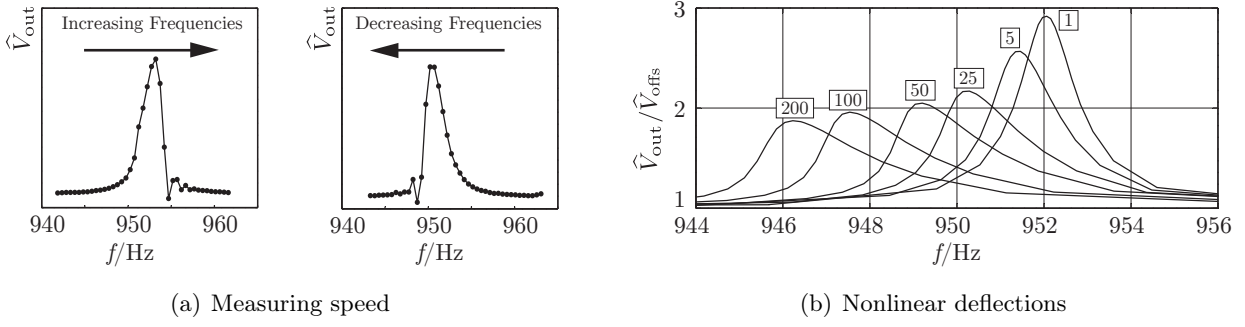 V̂out
Increasing Frequencies
940 950 960
f/Hz
V̂out
Decreasing Frequencies
940 950 960
f/Hz
(a) Measuring speed
V̂out/V̂offs
3
2
1
200 100 50 25 5 1
944 946 948 950 952 954 956
f/Hz
(b) Nonlinear deflections